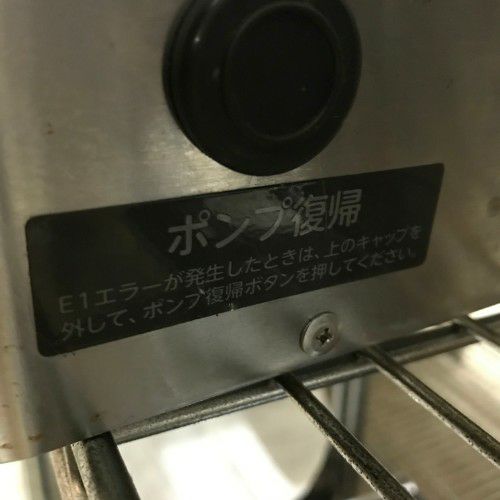 ポンプ復帰
E1エラーが発生したときは、上のキャップを
外して、ポンプ復帰ボタンを押してください。